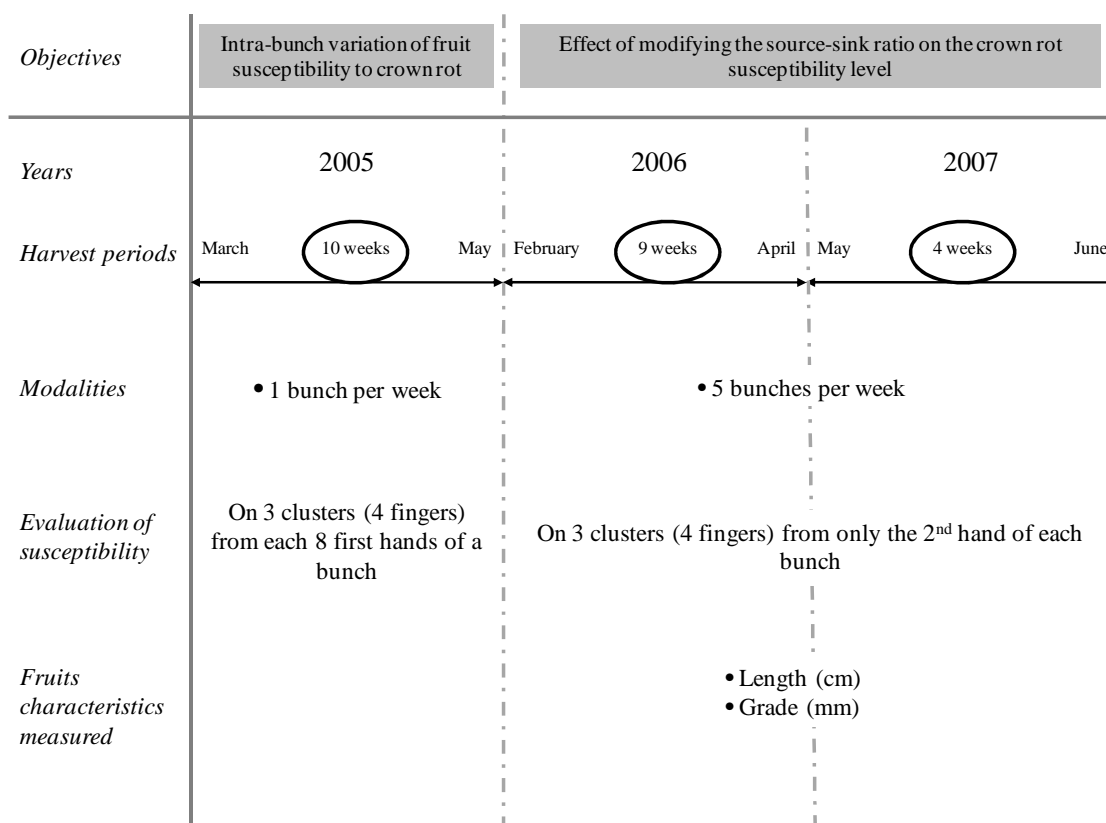 Objectives
Intra-bunch variation of fruit
susceptibility to crown rot
Effect of modifying the source-sink ratio on the crown rot
susceptibility level
Years
2005
2006
2007
Harvest periods
March
10 weeks
May
February
9 weeks
April
May
4 weeks
June
Modalities
• 1 bunch per week
• 5 bunches per week
Evaluation of
susceptibility
On 3 clusters (4 fingers)
from each 8 first hands of a
bunch
On 3 clusters (4 fingers) from only the 2nd hand of each
bunch
Fruits
characteristics
measured
• Length (cm)
• Grade (mm)